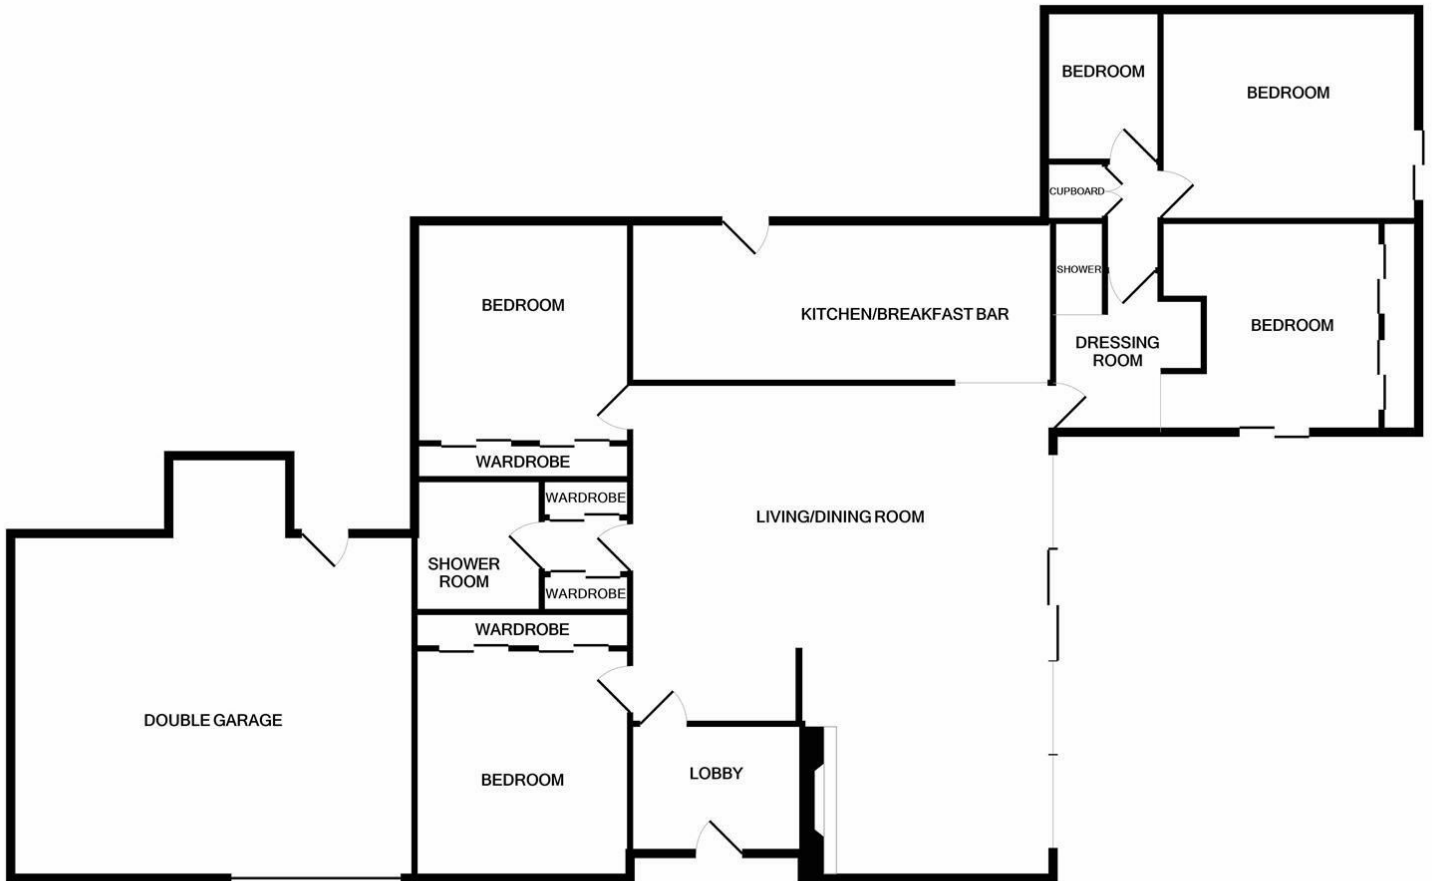 BEDROOM
BEDROOM
CUPBOARD
SHOWER
BEDROOM
KITCHEN/BREAKFAST BAR
BEDROOM
DRESSING
ROOM
WARDROBE
WARDROBE
LIVING/DINING ROOM
SHOWER
ROOM
WARDROBE
WARDROBE
DOUBLE GARAGE
LOBBY
BEDROOM